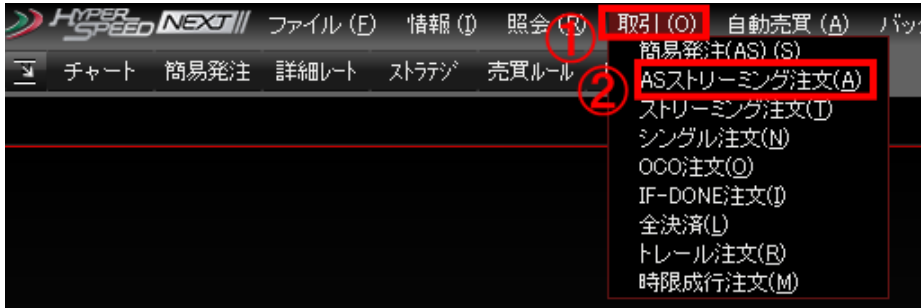 HYPER SPEED NEXT ファイル (F) 情報 (I) 照会 (R) 取引 (O) 自動売買 (A) バッ
①
簡易発注(AS) (S)
チャート 簡易発注 詳細レート ストラテジ 売買ルール
② ASストリーミング注文(A)
ストリーミング注文(T)
シングル注文(N)
OCO注文(O)
IF-DONE注文(I)
全決済(L)
トレール注文(R)
時限成行注文(M)